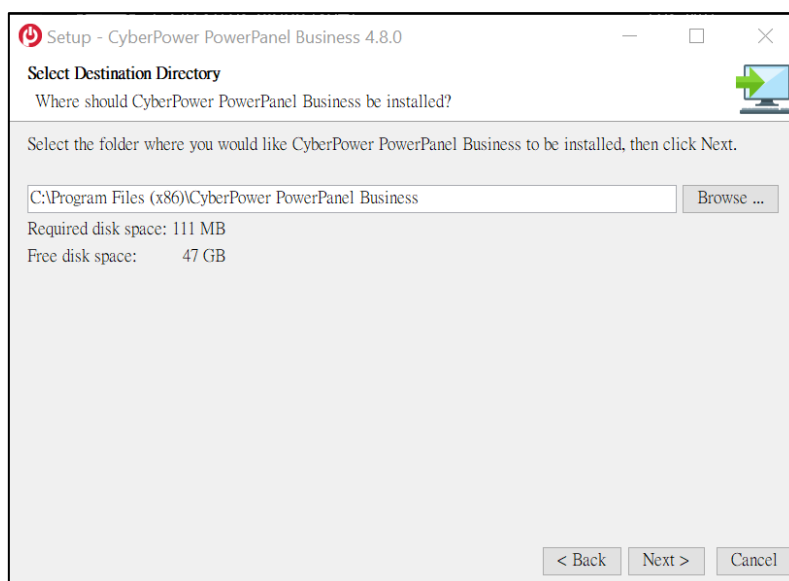 Setup - CyberPower PowerPanel Business 4.8.0
Select Destination Directory
Where should CyberPower PowerPanel Business be installed?
Select the folder where you would like CyberPower PowerPanel Business to be installed, then click Next.
C:\Program Files (x86)\CyberPower PowerPanel Business
Browse ...
Required disk space: 111 MB
Free disk space: 47 GB
< Back
Next >
Cancel